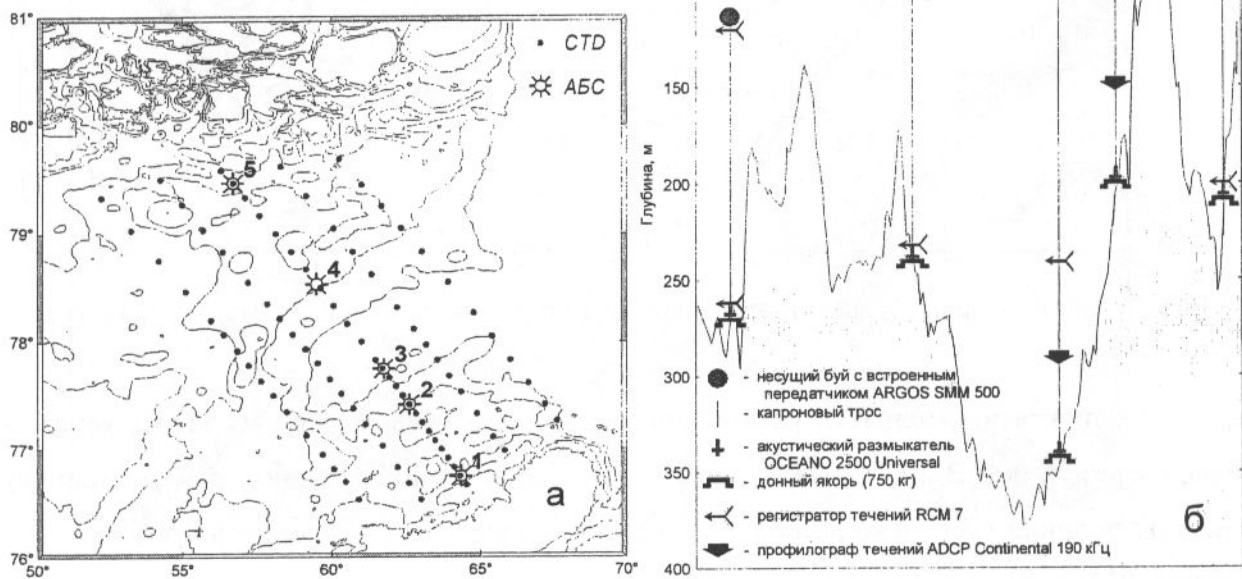 81°
80°
79°
78°
77°
76°
50°
55°
60°
65°
70°
CTD
АБС
5
4
3
2
1
а
Глубина, м
150
200
250
300
350
400
- несущий буй с встроенным
передатчиком ARGOS SMM 500
- капроновый трос
- акустический размыкатель
OCEANO 2500 Universal
- донный якорь (750 кг)
- регистратор течений RCM 7
- профилограф течений ADCP Continental 190 кГц
б